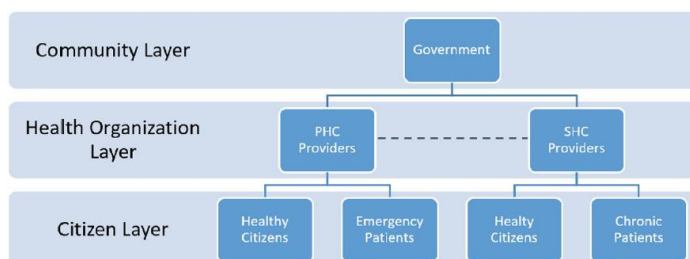 Community Layer
Government
Health Organization
Layer
PHC
Providers
SHC
Providers
Citizen Layer
Healthy
Citizens
Emergency
Patients
Healty
Citizens
Chronic
Patients